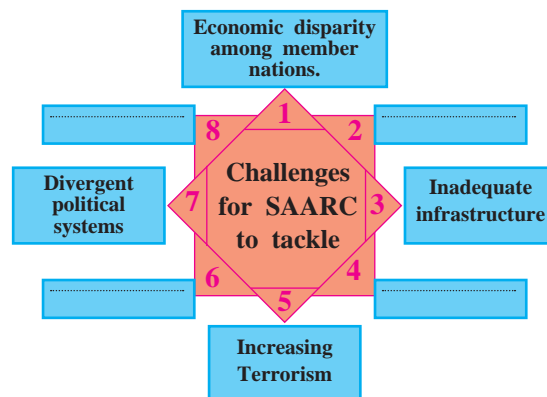 Economic disparity
among member
nations.
1
8
2
Challenges
for SAARC
to tackle
7
3
Divergent
political
systems
Inadequate
infrastructure
6
4
5
Increasing
Terrorism